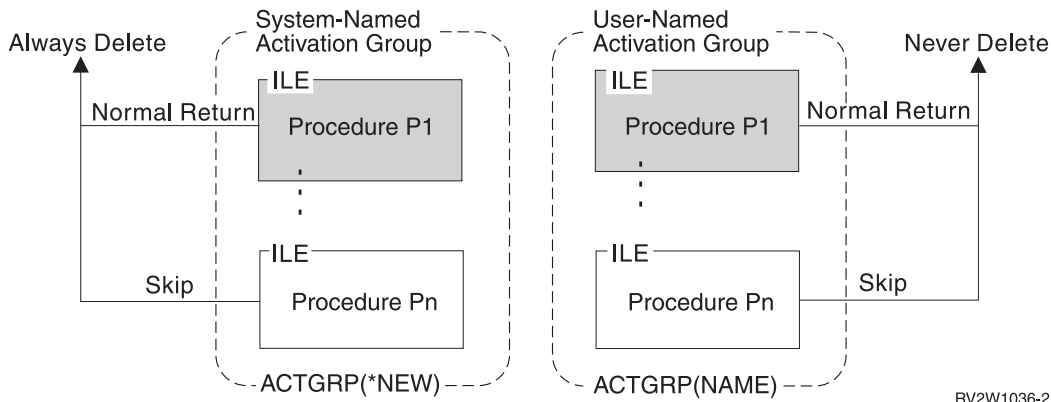 System-Named
Activation Group
User-Named
Activation Group
Always Delete
Never Delete
ILE
ILE
Normal Return
Procedure P1
Procedure P1
Normal Return
ILE
ILE
Skip
Procedure Pn
Procedure Pn
Skip
ACTGRP(*NEW)
ACTGRP(NAME)
RV2W1036-2